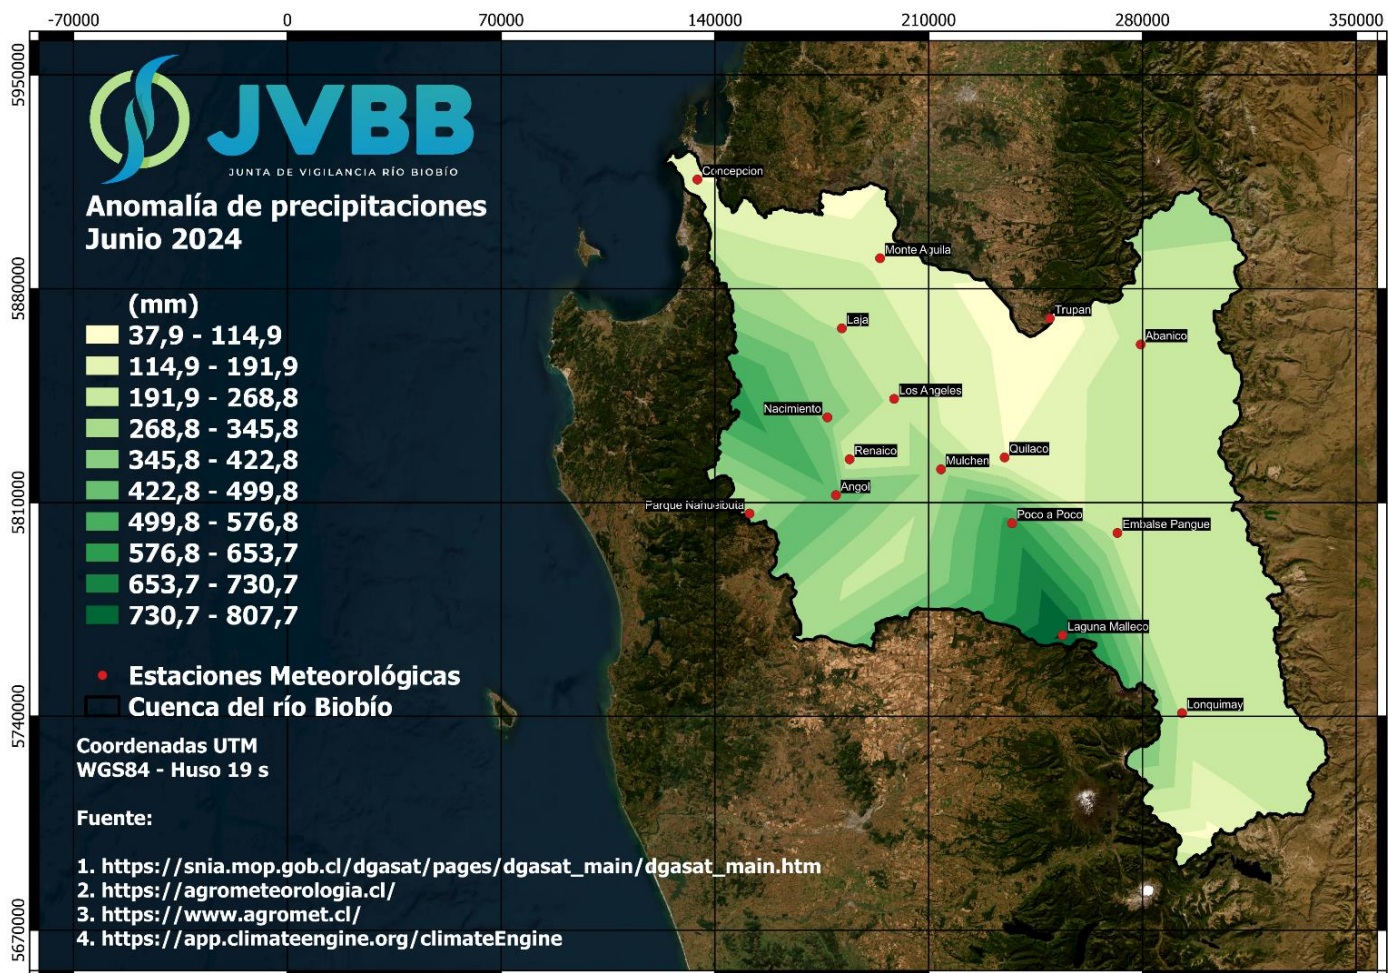 -70000 0 70000 140000 210000 280000 350000
5950000
5880000
5810000
5740000
5670000
JVBB
JUNTA DE VIGILANCIA RÍO BIOBÍO
Anomalía de precipitaciones
Junio 2024
(mm)
37,9 - 114,9
114,9 - 191,9
191,9 - 268,8
268,8 - 345,8
345,8 - 422,8
422,8 - 499,8
499,8 - 576,8
576,8 - 653,7
653,7 - 730,7
730,7 - 807,7
Estaciones Meteorológicas
Cuenca del río Biobío
Coordenadas UTM
WGS84 - Huso 19 s
Fuente:
1. https://snia.mop.gob.cl/dgasat/pages/dgasat_main/dgasat_main.htm
2. https://agrometeorologia.cl/
3. https://www.agromet.cl/
4. https://app.climateengine.org/climateEngine
Concepcion
Monte Aguila
Trupan
Laja
Abanico
Los Angeles
Nacimiento
Renaico
Quilaco
Mulchen
Angol
Parque Nahuelbuta
Poco a Poco
Embalse Pangue
Laguna Malleco
Lonquimay